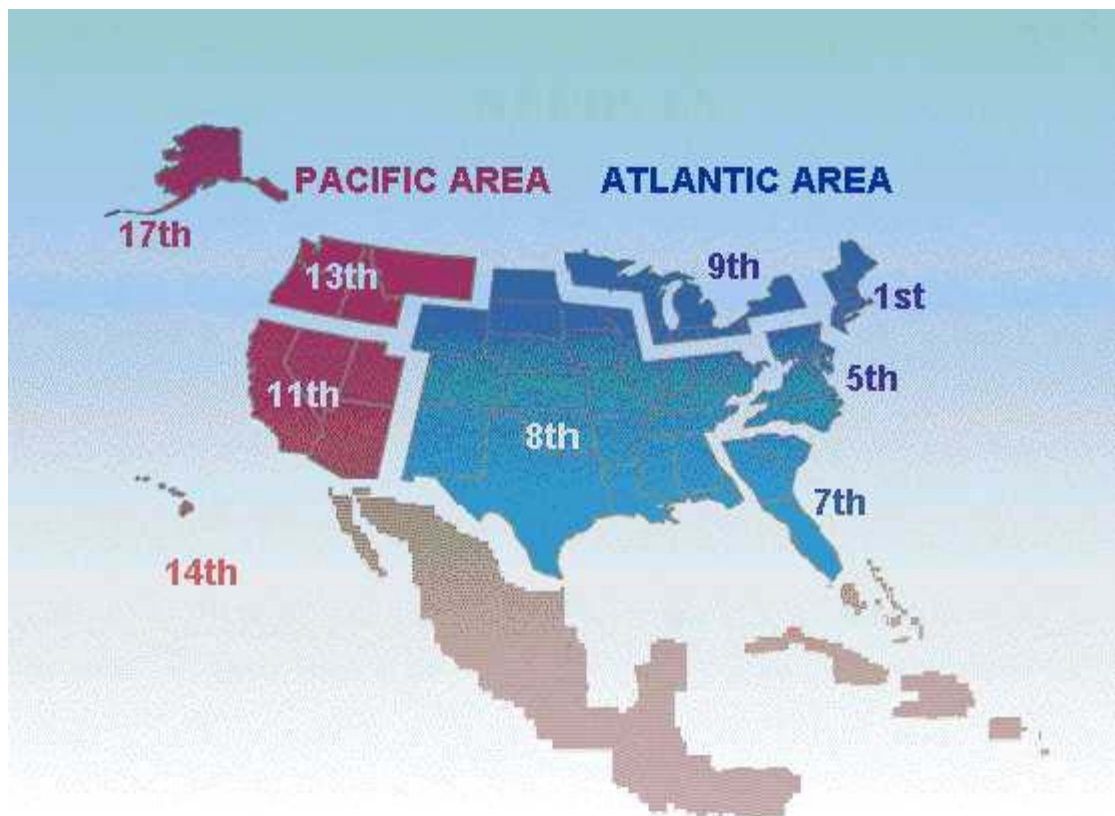 PACIFIC AREA
ATLANTIC AREA
17th
13th
9th
1st
11th
5th
8th
7th
14th